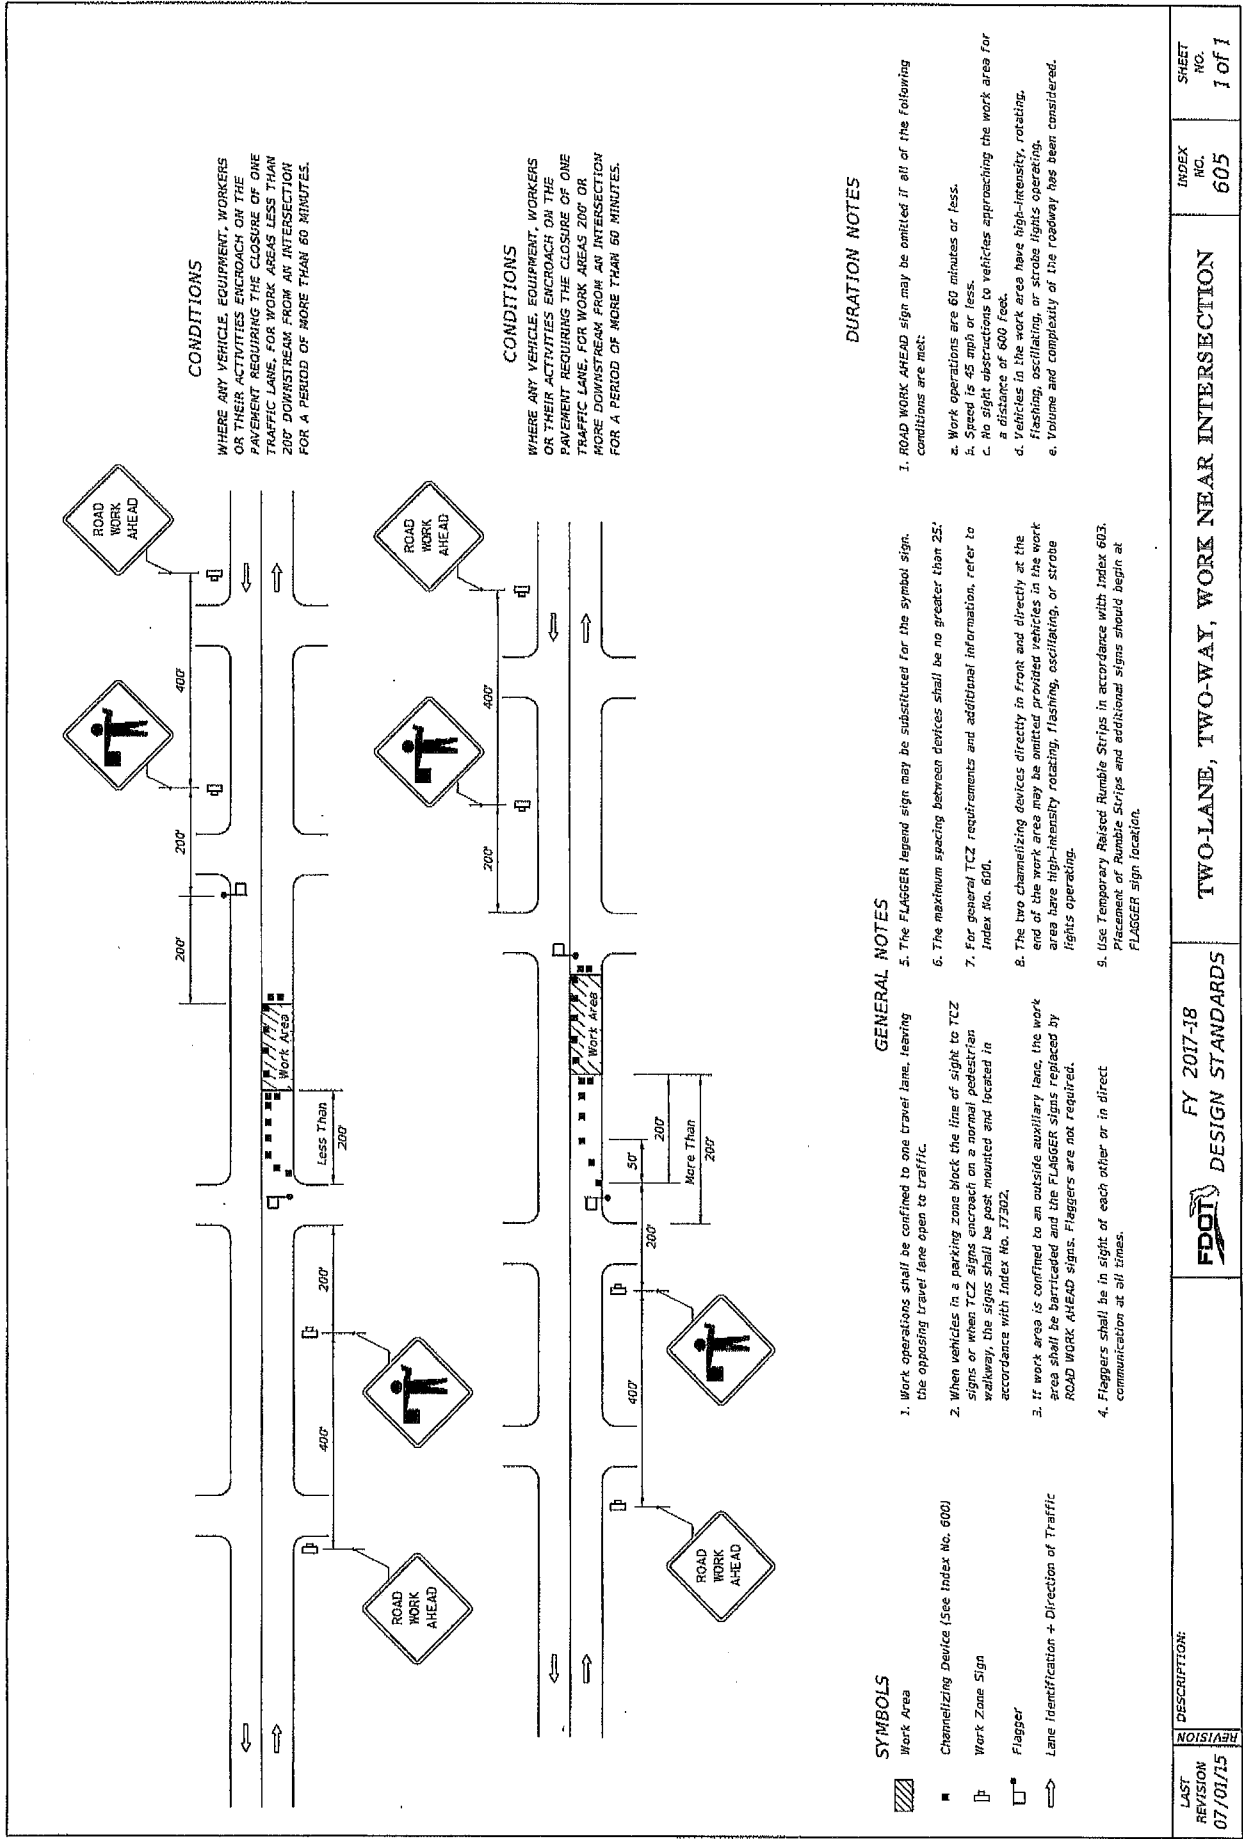 ROAD
WORK
AHEAD
400'
200'
200'
Work Area
Less Than
200'
200'
400'
ROAD
WORK
AHEAD
CONDITIONS
WHERE ANY VEHICLE, EQUIPMENT, WORKERS
OR THEIR ACTIVITIES ENCROACH ON THE
PAVEMENT REQUIRING THE CLOSURE OF ONE
TRAFFIC LANE, FOR WORK AREAS LESS THAN
200' DOWNSTREAM FROM AN INTERSECTION
FOR A PERIOD OF MORE THAN 60 MINUTES.
ROAD
WORK
AHEAD
400'
200'
Work Area
200'
50'
More Than
200'
200'
400'
ROAD
WORK
AHEAD
CONDITIONS
WHERE ANY VEHICLE, EQUIPMENT, WORKERS
OR THEIR ACTIVITIES ENCROACH ON THE
PAVEMENT REQUIRING THE CLOSURE OF ONE
TRAFFIC LANE, FOR WORK AREAS 200' OR
MORE DOWNSTREAM FROM AN INTERSECTION
FOR A PERIOD OF MORE THAN 60 MINUTES.
SYMBOLS
Work Area
Channelizing Device (See Index No. 600)
Work Zone Sign
Flagger
Lane Identification + Direction of Traffic
GENERAL NOTES
1. Work operations shall be confined to one travel lane, leaving
the opposing travel lane open to traffic.
2. When vehicles in a parking zone block the line of sight to TCZ
signs or when TCZ signs encroach on a normal pedestrian
walkway, the signs shall be post mounted and located in
accordance with Index No. 17302.
3. If work area is confined to an outside auxiliary lane, the work
area shall be barricaded and the FLAGGER signs replaced by
ROAD WORK AHEAD signs. Flaggers are not required.
4. Flaggers shall be in sight of each other or in direct
communication at all times.
5. The FLAGGER legend sign may be substituted for the symbol sign.
6. The maximum spacing between devices shall be no greater than 25'.
7. For general TCZ requirements and additional information, refer to
Index No. 600.
8. The two channelizing devices directly in front and directly at the
end of the work area may be omitted provided vehicles in the work
area have high-intensity rotating, flashing, oscillating, or strobe
lights operating.
9. Use Temporary Raised Rumble Strips in accordance with Index 603.
Placement of Rumble Strips and additional signs should begin at
FLAGGER sign location.
DURATION NOTES
1. ROAD WORK AHEAD sign may be omitted if all of the following
conditions are met:
a. Work operations are 60 minutes or less.
b. Speed is 45 mph or less.
c. No sight obstructions to vehicles approaching the work area for
a distance of 600 feet.
d. Vehicles in the work area have high-intensity, rotating,
flashing, oscillating, or strobe lights operating.
e. Volume and complexity of the roadway has been considered.
LAST
REVISION
07/01/15
REVISION
DESCRIPTION:
FDOT
FY 2017-18
DESIGN STANDARDS
TWO-LANE, TWO-WAY, WORK NEAR INTERSECTION
INDEX
NO.
605
SHEET
NO.
1 of 1